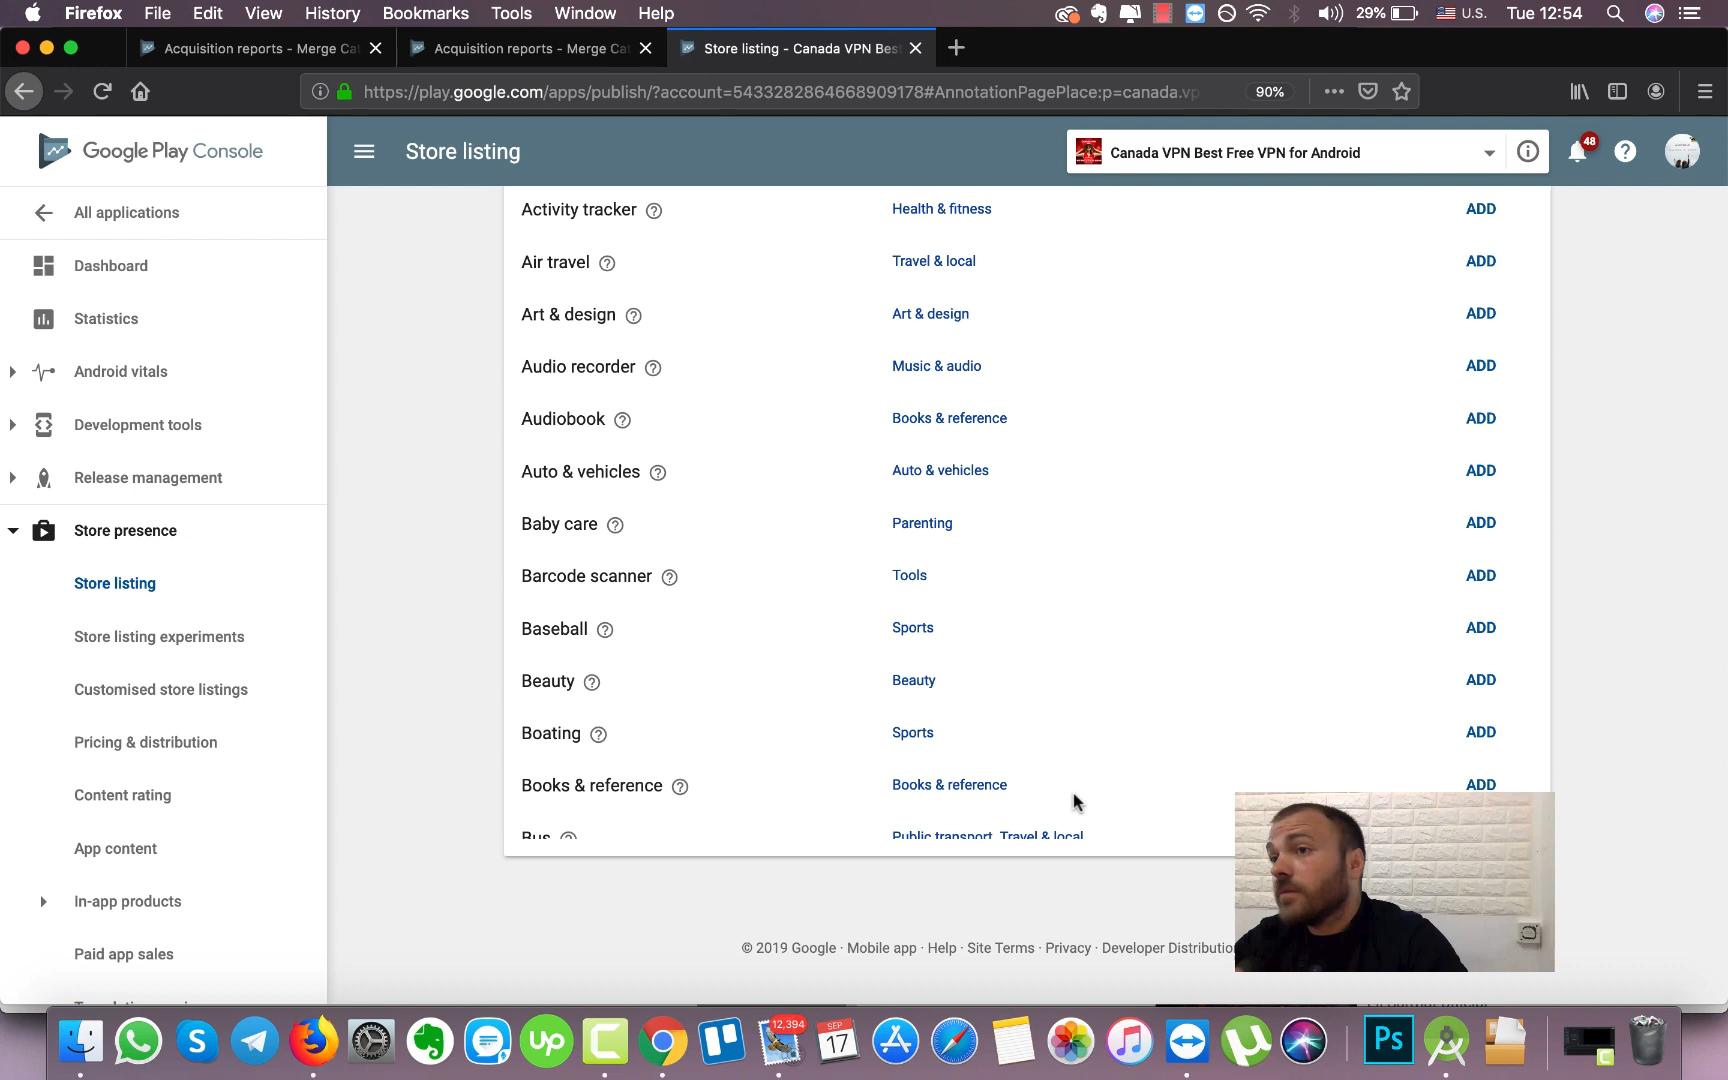 Firefox File Edit View History Bookmarks Tools Window Help 29% U.S. Tue 12:54
Acquisition reports - Merge Cat Acquisition reports - Merge Cat Store listing - Canada VPN Best
https://play.google.com/apps/publish/?account=5433282864668909178#AnnotationPagePlace:p=canada.vp 90%
Google Play Console
Store listing
Canada VPN Best Free VPN for Android
48
All applications
Dashboard
Statistics
Android vitals
Development tools
Release management
Store presence
Store listing
Store listing experiments
Customised store listings
Pricing & distribution
Content rating
App content
In-app products
Paid app sales
Activity tracker Health & fitness ADD
Air travel Travel & local ADD
Art & design Art & design ADD
Audio recorder Music & audio ADD
Audiobook Books & reference ADD
Auto & vehicles Auto & vehicles ADD
Baby care Parenting ADD
Barcode scanner Tools ADD
Baseball Sports ADD
Beauty Beauty ADD
Boating Sports ADD
Books & reference Books & reference ADD
Bus Public transport, Travel & local
© 2019 Google · Mobile app · Help · Site Terms · Privacy · Developer Distributio
12,394
SEP
17
up
Ps